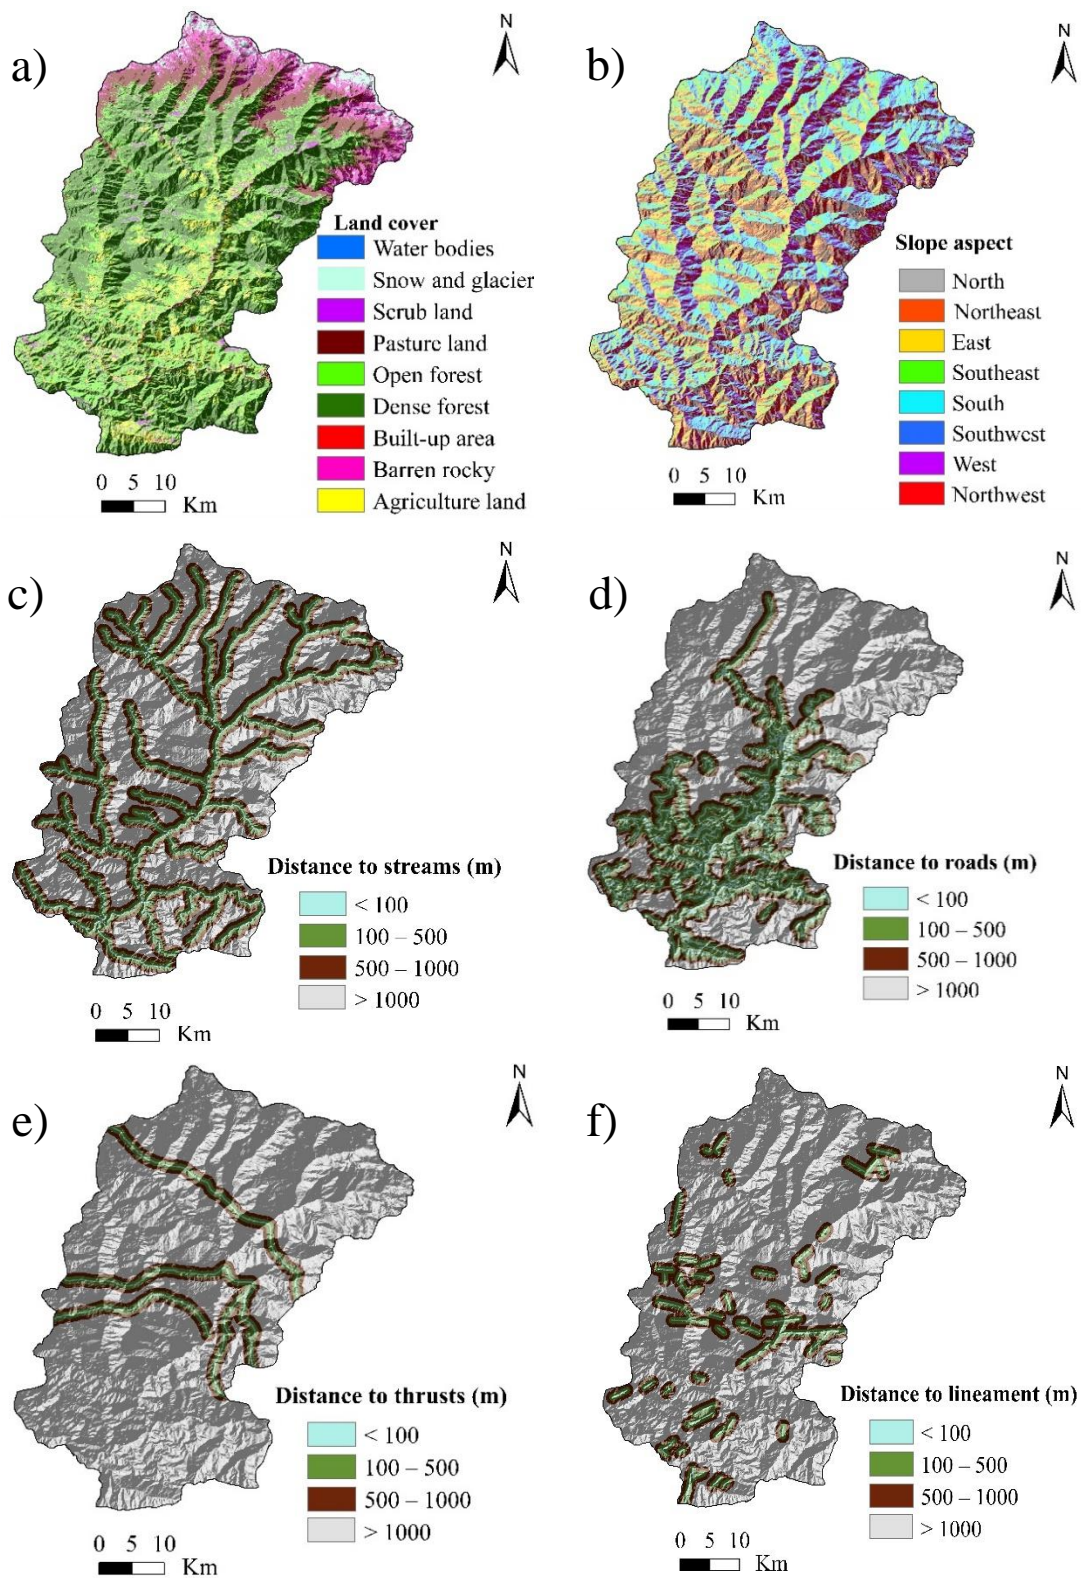 a)
N
Land cover
Water bodies
Snow and glacier
Scrub land
Pasture land
Open forest
Dense forest
Built-up area
Barren rocky
Agriculture land
0 5 10
Km
b)
N
Slope aspect
North
Northeast
East
Southeast
South
Southwest
West
Northwest
0 5 10
Km
c)
N
Distance to streams (m)
< 100
100 – 500
500 – 1000
> 1000
0 5 10
Km
d)
N
Distance to roads (m)
< 100
100 – 500
500 – 1000
> 1000
0 5 10
Km
e)
N
Distance to thrusts (m)
< 100
100 – 500
500 – 1000
> 1000
0 5 10
Km
f)
N
Distance to lineament (m)
< 100
100 – 500
500 – 1000
> 1000
0 5 10
Km